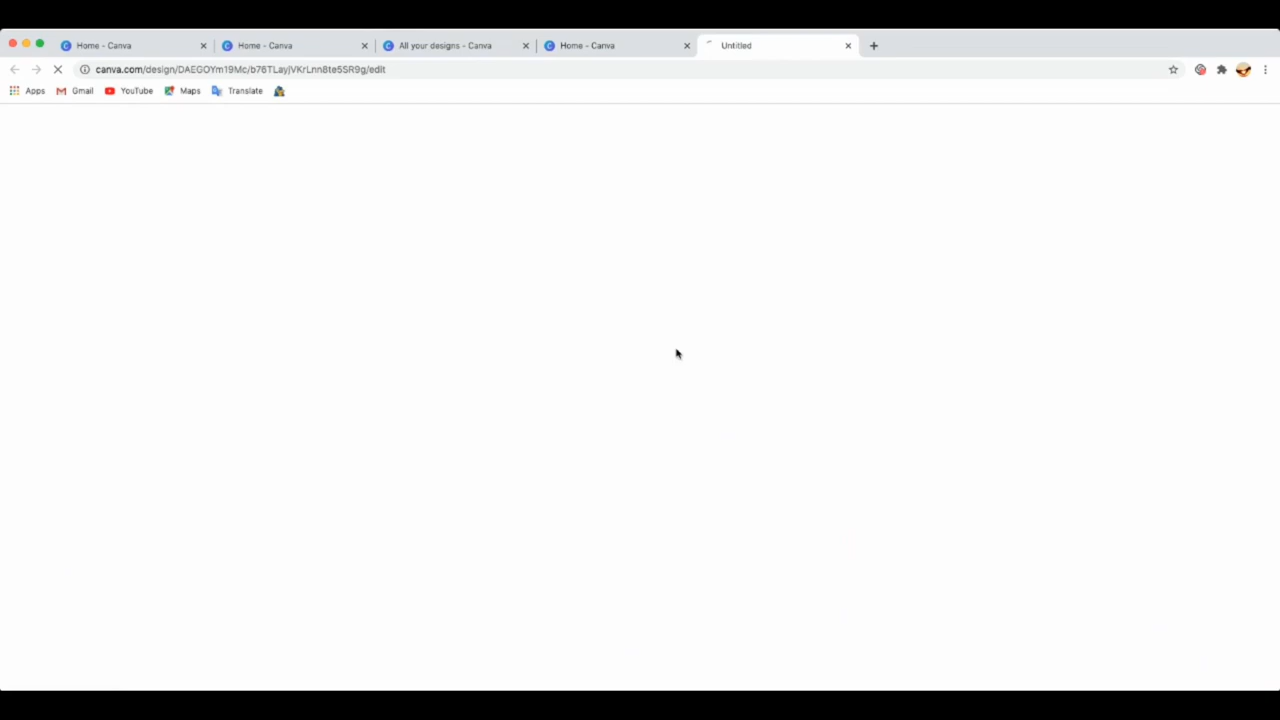 Home - Canva
Home - Canva
All your designs - Canva
Home - Canva
Untitled
canva.com/design/DAEGOYm19Mc/b76TLayjVKrLnn8te5SR9g/edit
Apps
Gmail
YouTube
Maps
Translate